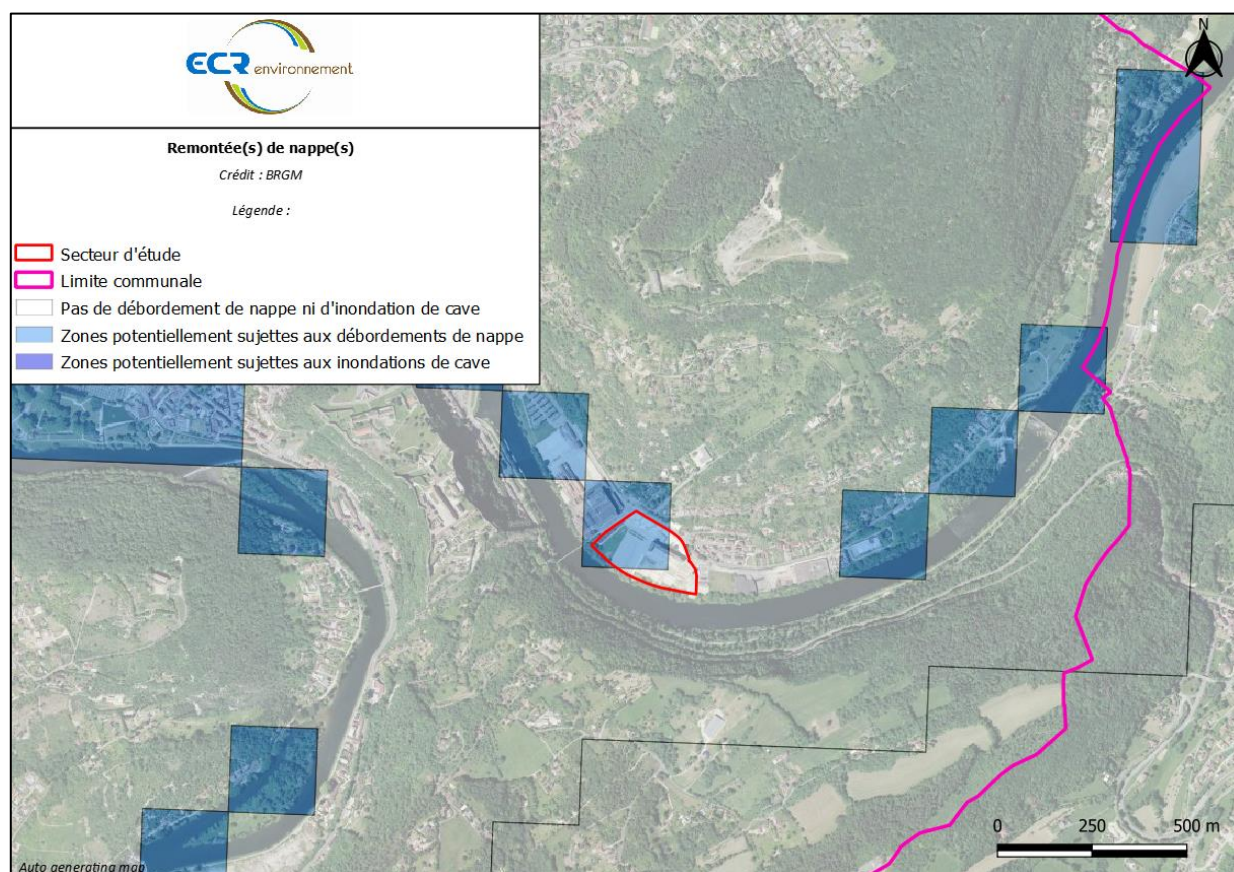 ECR environnement
Remontée(s) de nappe(s)
Crédit : BRGM
Légende :
Secteur d'étude
Limite communale
Pas de débordement de nappe ni d'inondation de cave
Zones potentiellement sujettes aux débordements de nappe
Zones potentiellement sujettes aux inondations de cave
N
0 250 500 m
Auto generating map